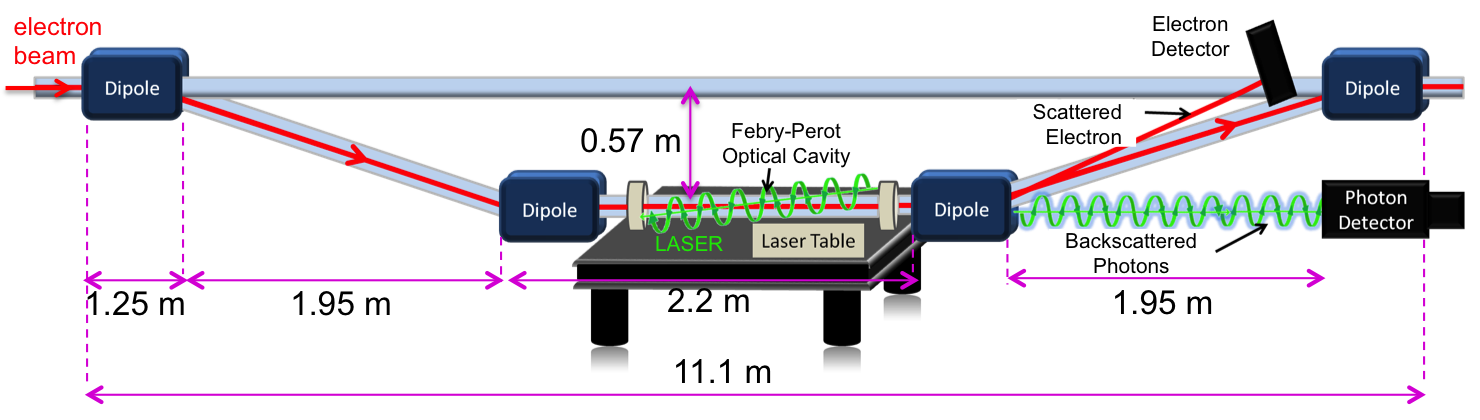 electron
beam
Electron
Detector
Dipole
Dipole
Scattered
Electron
0.57 m
Febry-Perot
Optical Cavity
Dipole
Dipole
Photon
Detector
LASER
Laser Table
Backscattered
Photons
1.25 m
1.95 m
2.2 m
1.95 m
11.1 m